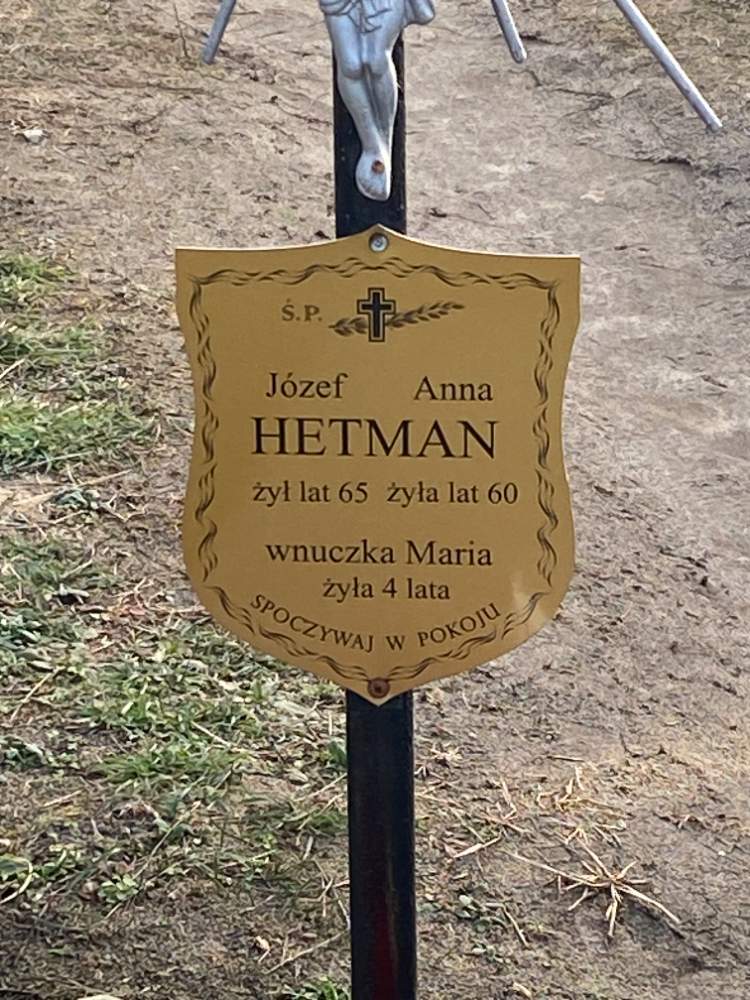 Ś.P.
Józef Anna
HETMAN
żył lat 65 żyła lat 60
wnuczka Maria
żyła 4 lata
SPOCZYWAJ W POKOJU